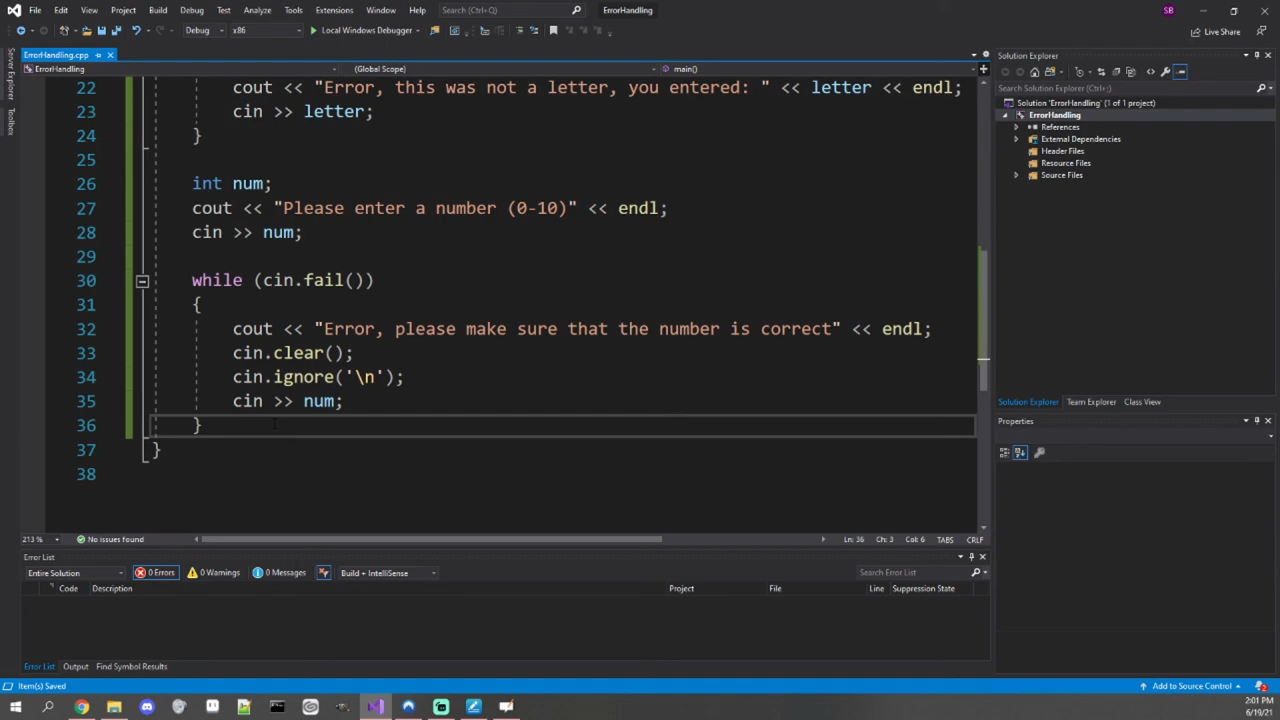 File Edit View Git Project Build Debug Test Analyze Tools Extensions Window Help Search (Ctrl+Q) ErrorHandling SB
Debug x86 Local Windows Debugger Live Share
ErrorHandling.cpp
ErrorHandling (Global Scope) main()
Server Explorer
Toolbox
22 cout << "Error, this was not a letter, you entered: " << letter << endl;
23 cin >> letter;
24 }
25
26 int num;
27 cout << "Please enter a number (0-10)" << endl;
28 cin >> num;
29
30 while (cin.fail())
31 {
32 cout << "Error, please make sure that the number is correct" << endl;
33 cin.clear();
34 cin.ignore('\n');
35 cin >> num;
36 }
37 }
38
213 % No issues found Ln: 36 Ch: 3 Col: 6 TABS CRLF
Error List
Entire Solution 0 Errors 0 Warnings 0 Messages Build + IntelliSense Search Error List
Code Description Project File Line Suppression State
Error List Output Find Symbol Results
Solution Explorer
Search Solution Explorer (Ctrl+;)
Solution 'ErrorHandling' (1 of 1 project)
ErrorHandling
References
External Dependencies
Header Files
Resource Files
Source Files
Solution Explorer Team Explorer Class View
Properties
Item(s) Saved Add to Source Control 2
2:01 PM
6/19/21